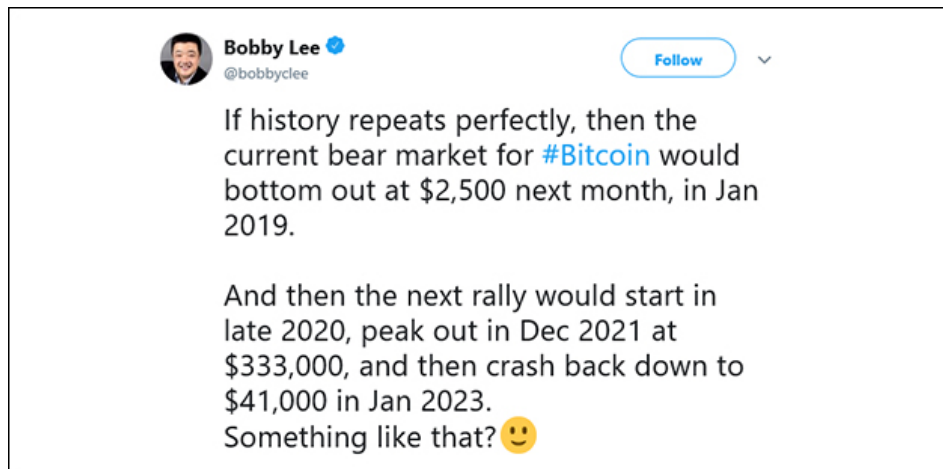 Bobby Lee
@bobbyclee
Follow
If history repeats perfectly, then the
current bear market for #Bitcoin would
bottom out at $2,500 next month, in Jan
2019.
And then the next rally would start in
late 2020, peak out in Dec 2021 at
$333,000, and then crash back down to
$41,000 in Jan 2023.
Something like that?🙂